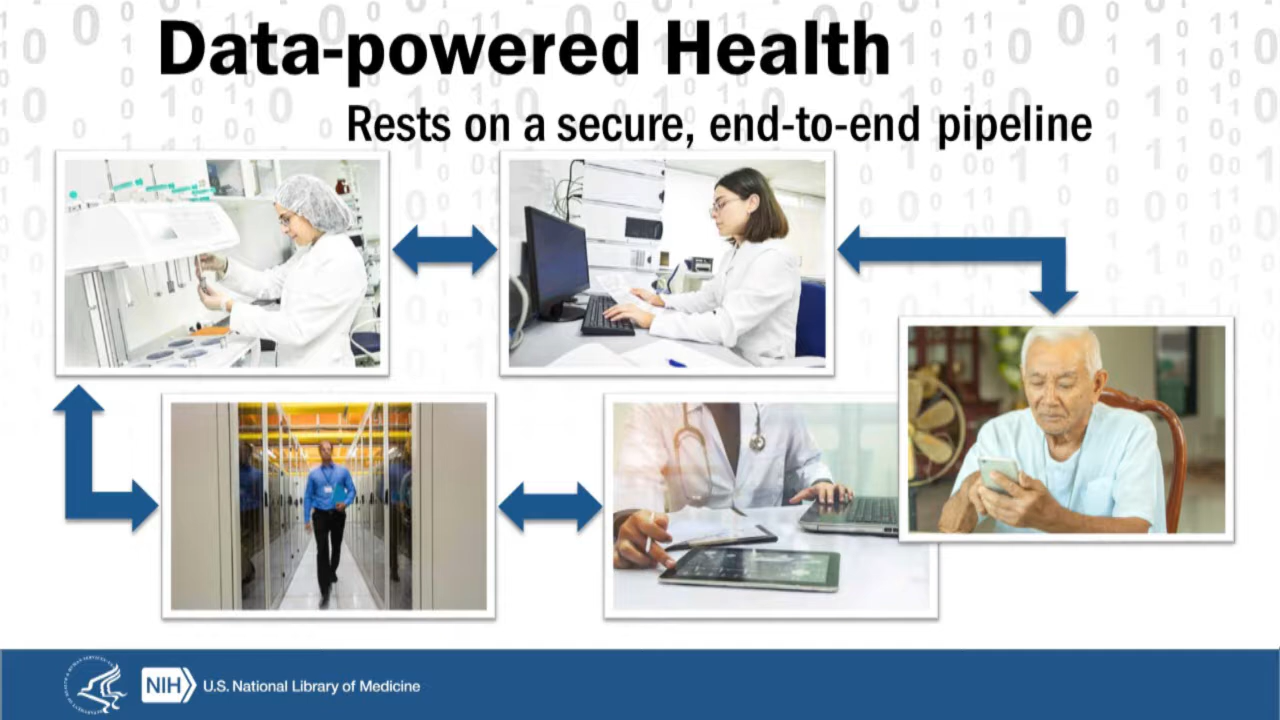 Data-powered Health
Rests on a secure, end-to-end pipeline
NIH
U.S. National Library of Medicine